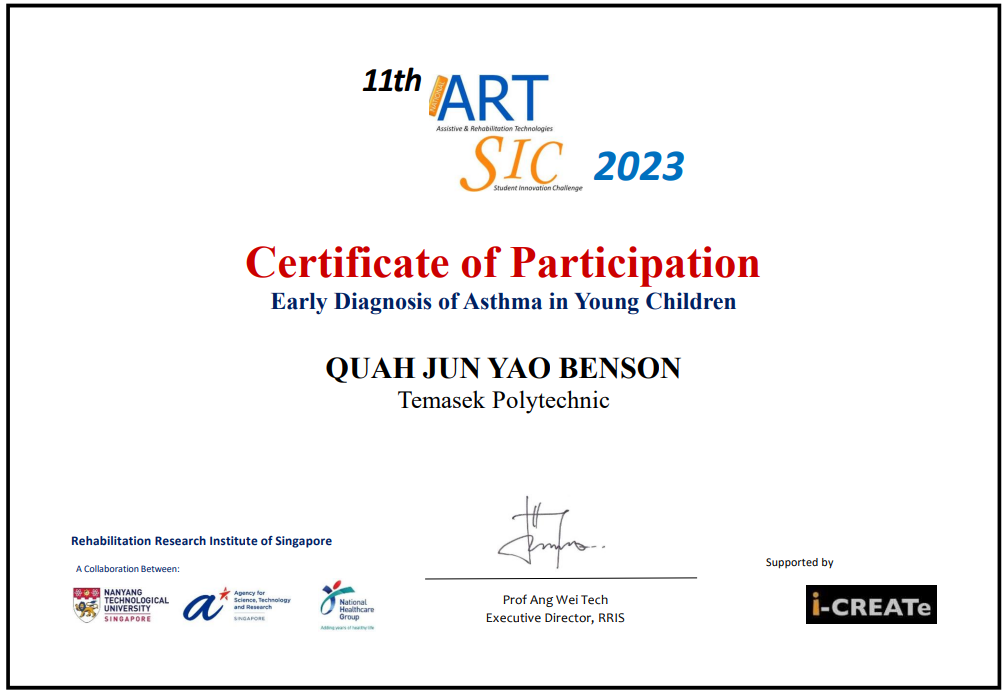 11th NATIONAL ART
Assistive & Rehabilitation Technologies
SIC 2023
Student Innovation Challenge
Certificate of Participation
Early Diagnosis of Asthma in Young Children
QUAH JUN YAO BENSON
Temasek Polytechnic
Rehabilitation Research Institute of Singapore
A Collaboration Between:
NANYANG
TECHNOLOGICAL
UNIVERSITY
SINGAPORE
a
Agency for
Science, Technology
and Research
SINGAPORE
National
Healthcare
Group
Adding years of healthy life
Prof Ang Wei Tech
Executive Director, RRIS
Supported by
i-CREATe